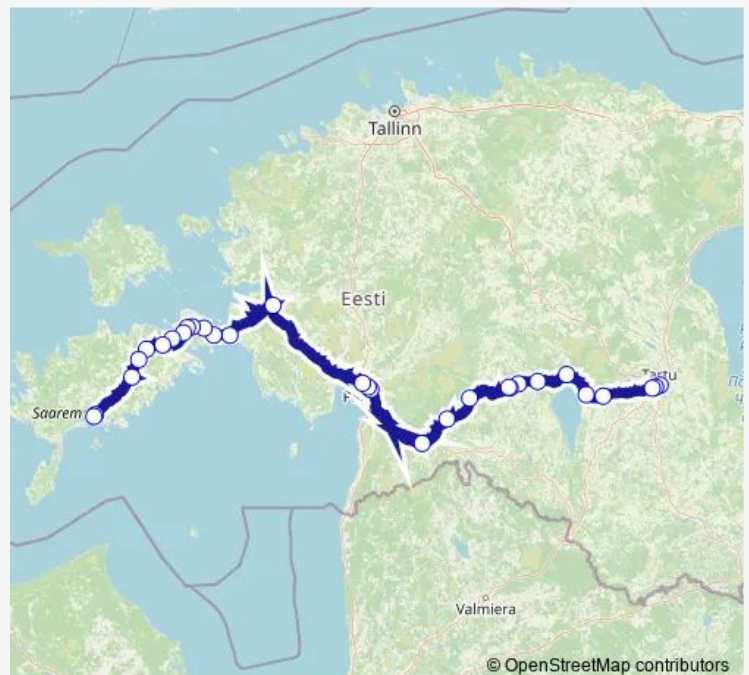 Tallinn
Eesti
Tartu
Saarem
Valmiera
© OpenStreetMap contributors